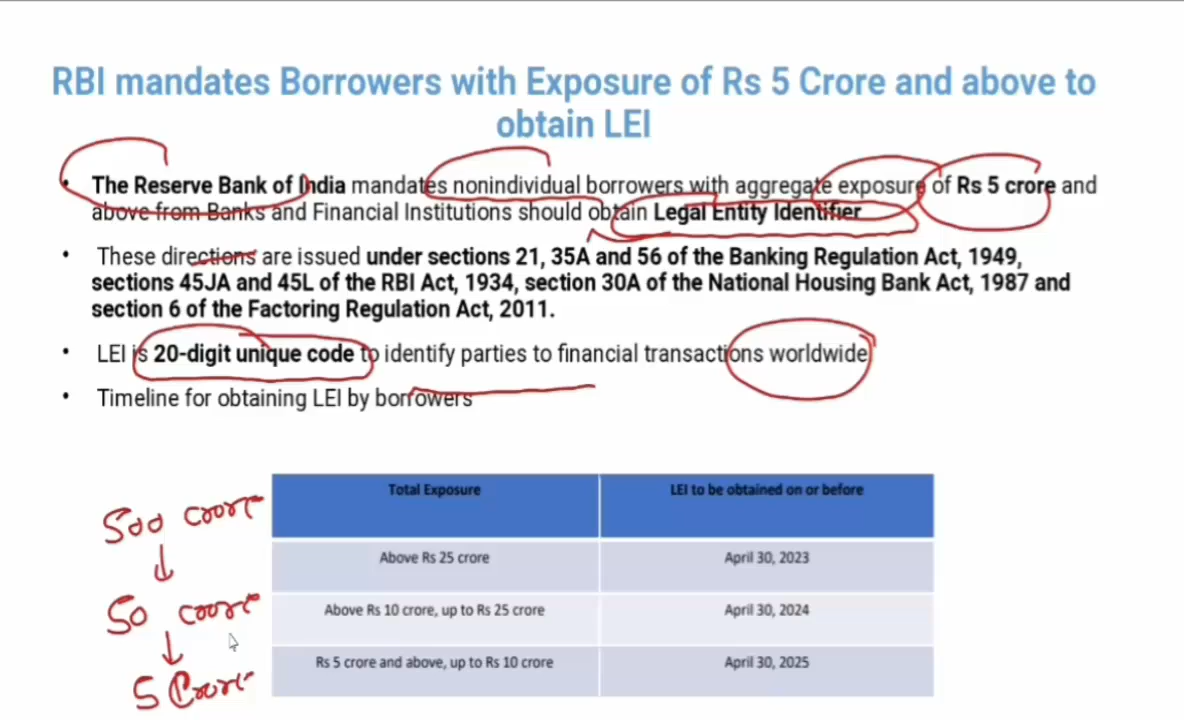 RBI mandates Borrowers with Exposure of Rs 5 Crore and above to
obtain LEI
• The Reserve Bank of India mandates nonindividual borrowers with aggregate exposure of Rs 5 crore and
above from Banks and Financial Institutions should obtain Legal Entity Identifier
• These directions are issued under sections 21, 35A and 56 of the Banking Regulation Act, 1949,
sections 45JA and 45L of the RBI Act, 1934, section 30A of the National Housing Bank Act, 1987 and
section 6 of the Factoring Regulation Act, 2011.
• LEI is 20-digit unique code to identify parties to financial transactions worldwide
• Timeline for obtaining LEI by borrowers
Total Exposure LEI to be obtained on or before
Above Rs 25 crore April 30, 2023
Above Rs 10 crore, up to Rs 25 crore April 30, 2024
Rs 5 crore and above, up to Rs 10 crore April 30, 2025
500 crore
↓
50 crore
↓
5 Crore